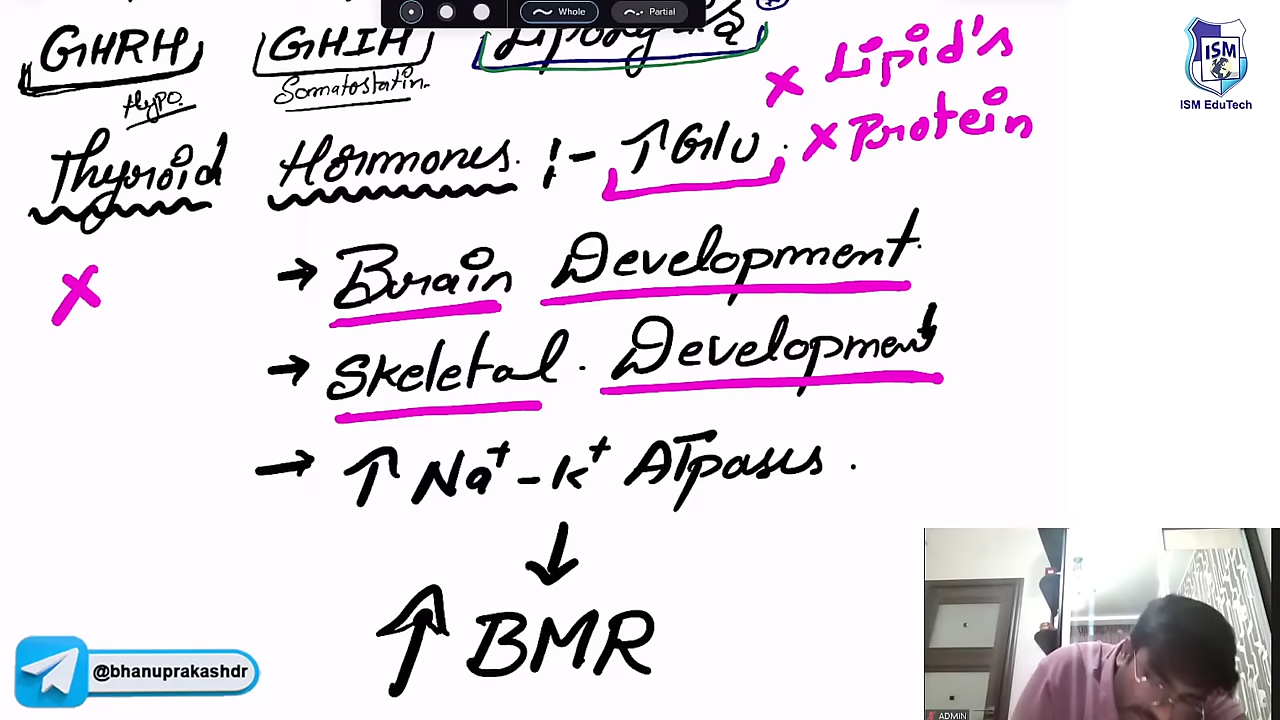 Whole Partial
GHRH GHIH
Hypo. Somatostatin.
x Lipid's
Thyroid Hormones. :- ↑Glu. x Protein
x
→ Brain Development.
→ Skeletal. Development
→ ↑ Na⁺-K⁺ ATpases.
↓
↑ BMR
ISM
ISM EduTech
@bhanuprakashdr
ADMIN